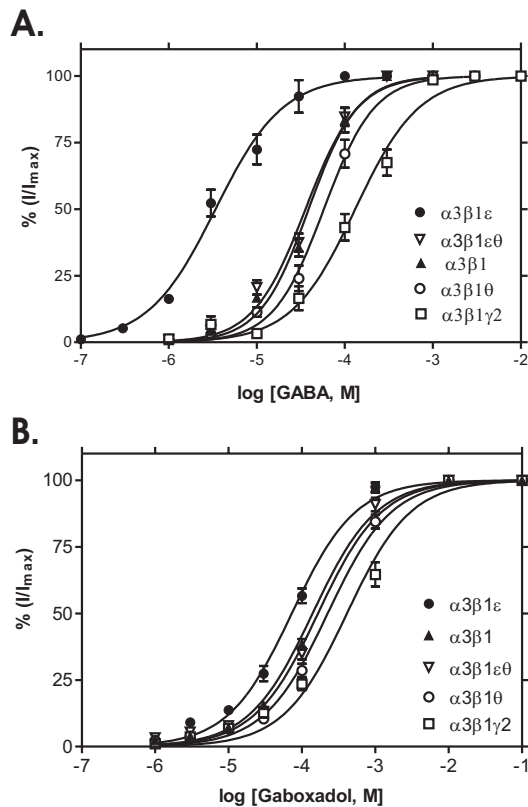 A.
100
75
50
25
0
% (I/Imax)
α3β1ε
α3β1εθ
α3β1
α3β1θ
α3β1γ2
-7 -6 -5 -4 -3 -2
log [GABA, M]
B.
100
75
50
25
0
% (I/Imax)
α3β1ε
α3β1
α3β1εθ
α3β1θ
α3β1γ2
-7 -6 -5 -4 -3 -2 -1
log [Gaboxadol, M]